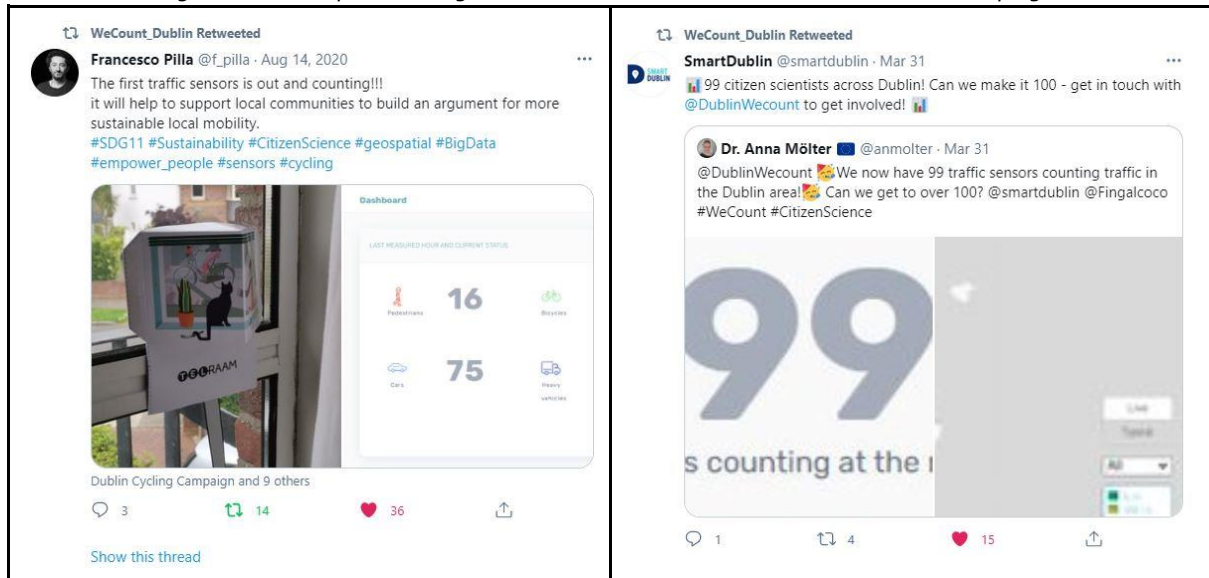 WeCount_Dublin Retweeted
Francesco Pilla @f_pilla · Aug 14, 2020
The first traffic sensors is out and counting!!!
it will help to support local communities to build an argument for more
sustainable local mobility.
#SDG11 #Sustainability #CitizenScience #geospatial #BigData
#empower_people #sensors #cycling
TELRAAM
Dashboard
LAST MEASURED HOUR AND CURRENT STATUS
Pedestrians 16 Bicycles
Cars 75 Heavy
vehicles
Dublin Cycling Campaign and 9 others
3 14 36
Show this thread
WeCount_Dublin Retweeted
SMART
DUBLIN
SmartDublin @smartdublin · Mar 31
99 citizen scientists across Dublin! Can we make it 100 - get in touch with
@DublinWecount to get involved!
Dr. Anna Mölter @anmolter · Mar 31
@DublinWecount We now have 99 traffic sensors counting traffic in
the Dublin area! Can we get to over 100? @smartdublin @Fingalcoco
#WeCount #CitizenScience
99
s counting at the
Live
Typical
All
1 4 15